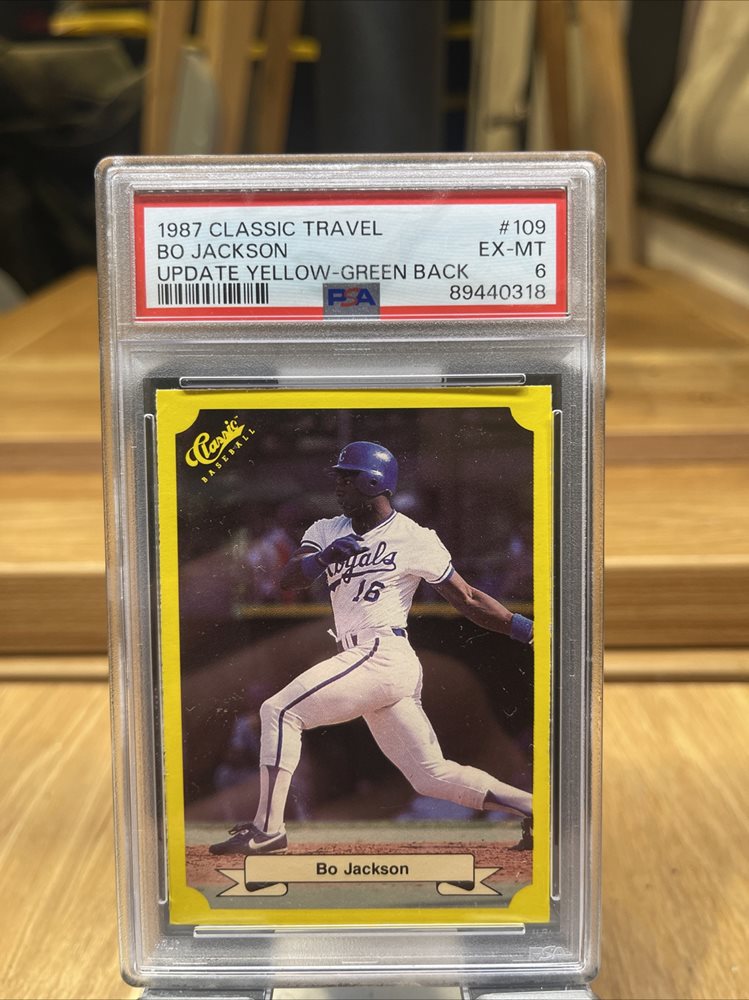 1987 CLASSIC TRAVEL #109
BO JACKSON EX-MT
UPDATE YELLOW-GREEN BACK 6
PSA 89440318
Classic™
BASEBALL
Royals
16
Bo Jackson